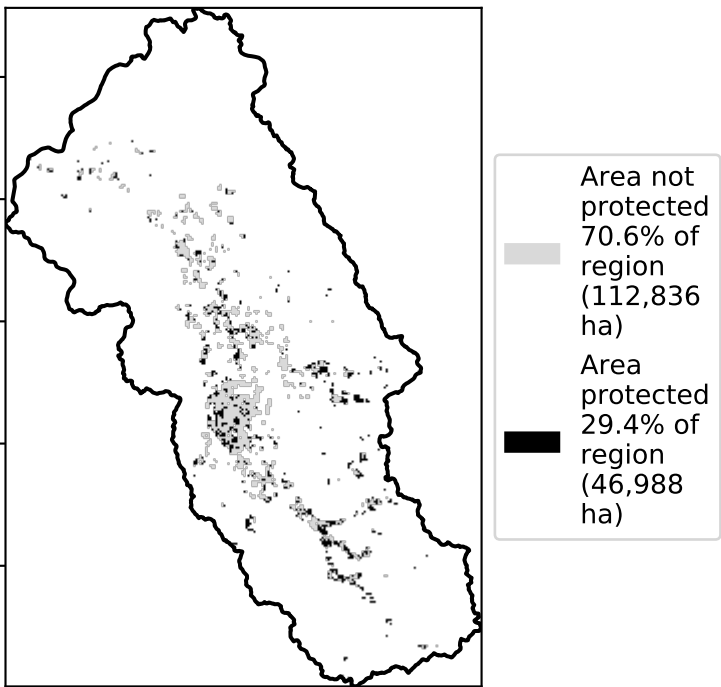 Area not
protected
70.6% of
region
(112,836
ha)
Area
protected
29.4% of
region
(46,988
ha)